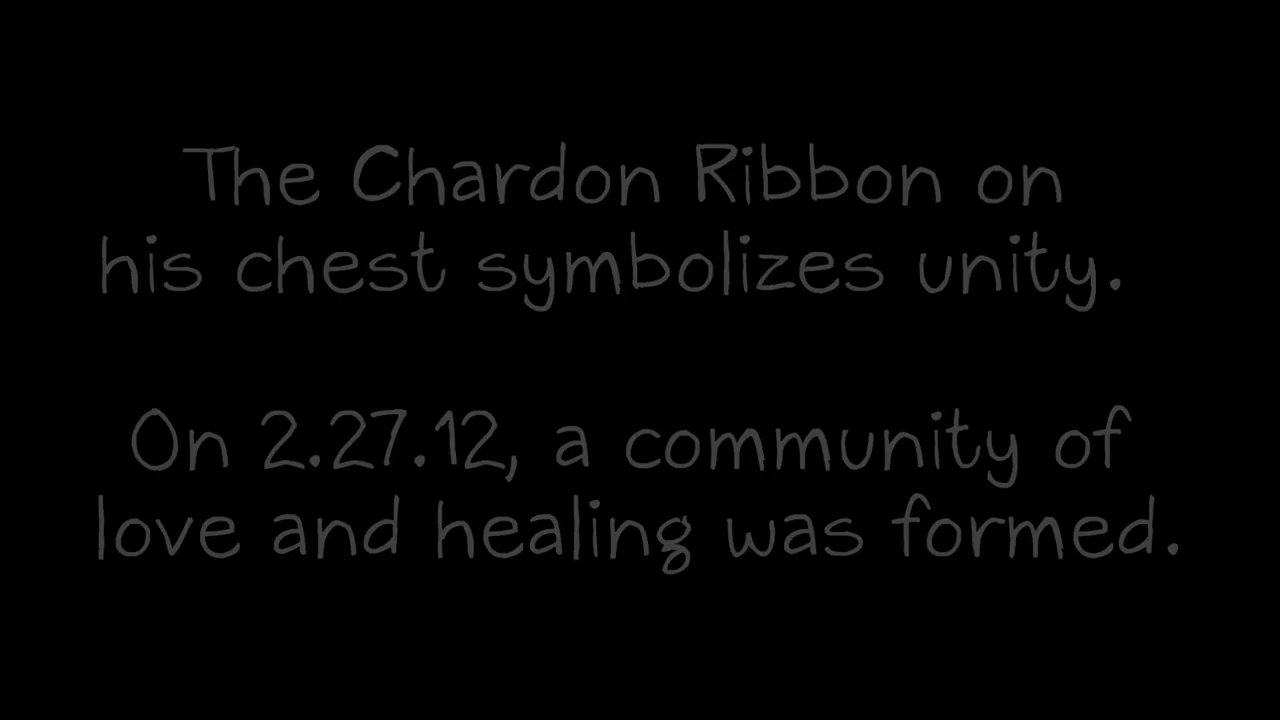 The Chardon Ribbon on
his chest symbolizes unity.
On 2.27.12, a community of
love and healing was formed.